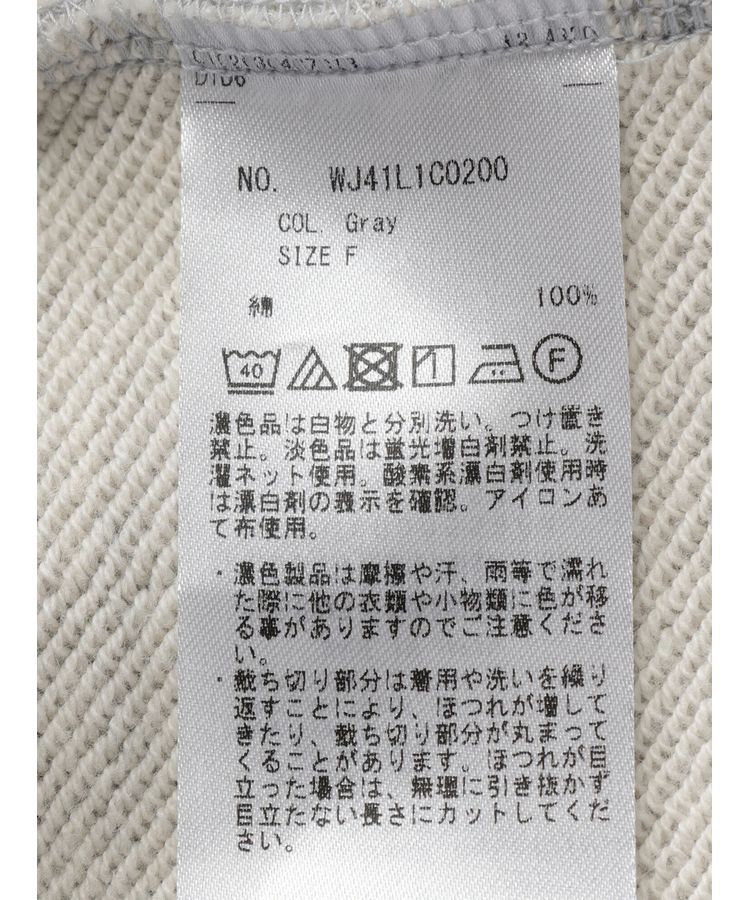 NO. WJ41L1C0200
COL. Gray
SIZE F
綿 100%
40 F
濃色品は白物と分別洗い。つけ置き
禁止。淡色品は蛍光増白剤禁止。洗
濯ネット使用。酸素系漂白剤使用時
は漂白剤の表示を確認。アイロンあ
て布使用。
・濃色製品は摩擦や汗、雨等で濡れ
た際に他の衣類や小物類に色が移
る事がありますのでご注意くださ
い。
・裁ち切り部分は着用や洗いを繰り
返すことにより、ほつれが増して
きたり、裁ち切り部分が丸まって
くることがあります。ほつれが目
立った場合は、無理に引き抜かず
目立たない長さにカットしてくだ
さい。